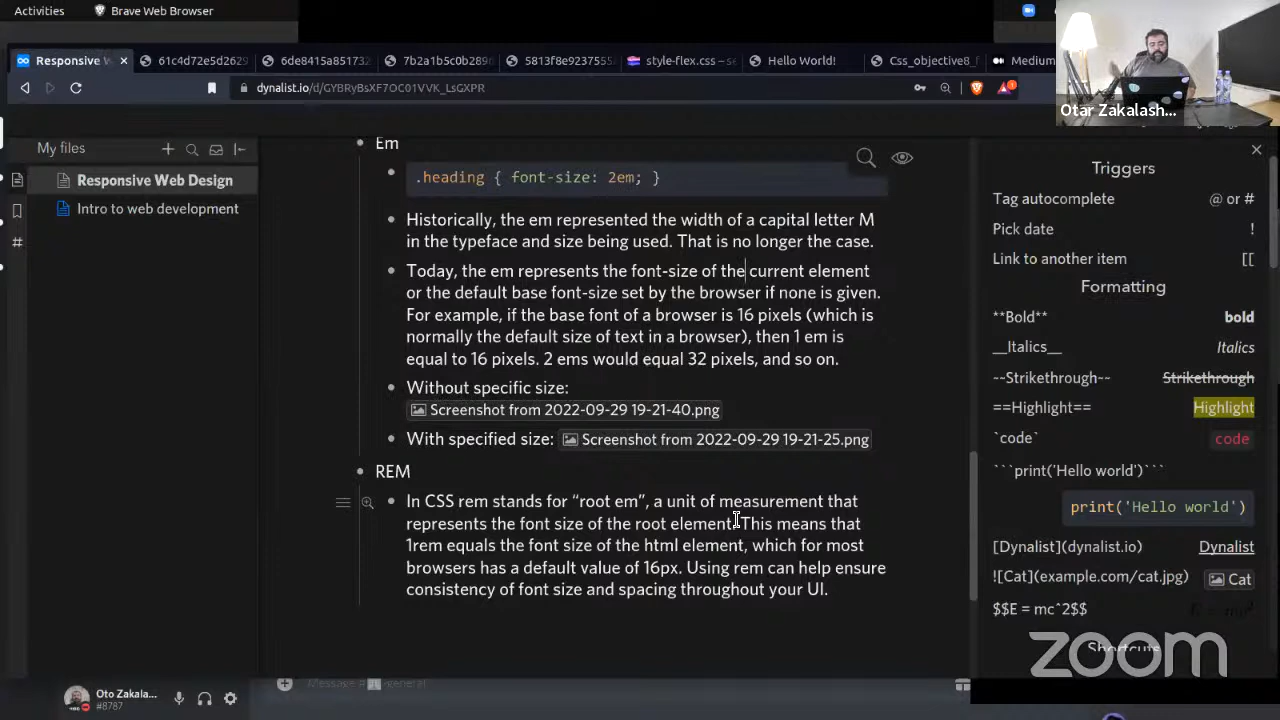 Activities
Brave Web Browser
Responsive W
61c4d72e5d2629
6de8415a851732
7b2a1b5c0b289
5813f8e9237555
style-flex.css – se
Hello World!
Css_objective8_f
Medium
dynalist.io/d/GYBRyBsXF7OC01VVK_LsGXPR
Otar Zakalash...
My files
Responsive Web Design
Intro to web development
Em
.heading { font-size: 2em; }
Historically, the em represented the width of a capital letter M
in the typeface and size being used. That is no longer the case.
Today, the em represents the font-size of the current element
or the default base font-size set by the browser if none is given.
For example, if the base font of a browser is 16 pixels (which is
normally the default size of text in a browser), then 1 em is
equal to 16 pixels. 2 ems would equal 32 pixels, and so on.
Without specific size:
Screenshot from 2022-09-29 19-21-40.png
With specified size: Screenshot from 2022-09-29 19-21-25.png
REM
In CSS rem stands for “root em”, a unit of measurement that
represents the font size of the root element. This means that
1rem equals the font size of the html element, which for most
browsers has a default value of 16px. Using rem can help ensure
consistency of font size and spacing throughout your UI.
Triggers
Tag autocomplete @ or #
Pick date !
Link to another item [[
Formatting
**Bold** bold
__Italics__ Italics
~~Strikethrough~~ Strikethrough
==Highlight== Highlight
`code` code
```print('Hello world')```
print('Hello world')
[Dynalist](dynalist.io) Dynalist
![Cat](example.com/cat.jpg) Cat
$$E = mc^2$$
Shortcuts
zoom
Oto Zakala...
#8787
Message #
general